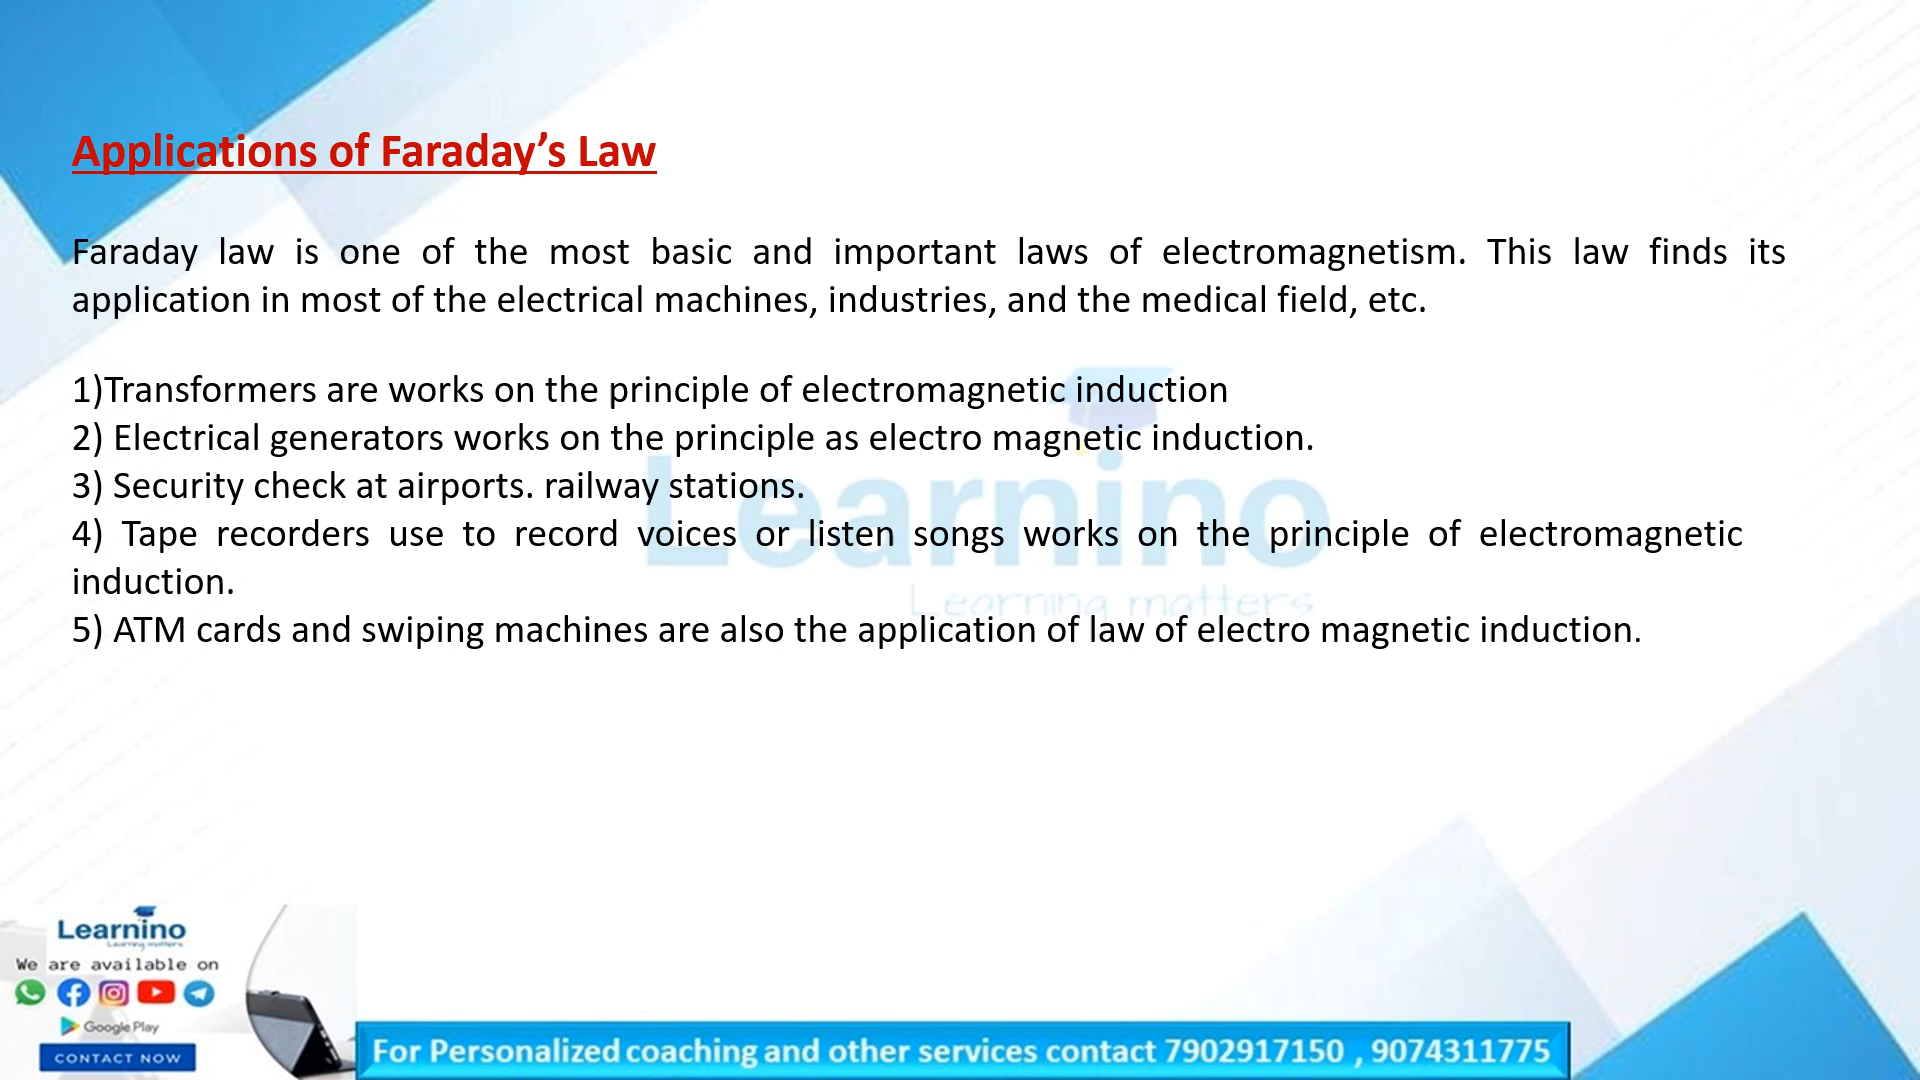 Applications of Faraday’s Law
Faraday law is one of the most basic and important laws of electromagnetism. This law finds its
application in most of the electrical machines, industries, and the medical field, etc.
1)Transformers are works on the principle of electromagnetic induction
2) Electrical generators works on the principle as electro magnetic induction.
3) Security check at airports. railway stations.
4) Tape recorders use to record voices or listen songs works on the principle of electromagnetic
induction.
5) ATM cards and swiping machines are also the application of law of electro magnetic induction.
Learnino
Learning matters
Learnino
Learning matters
We are available on
Google Play
CONTACT NOW
For Personalized coaching and other services contact 7902917150 , 9074311775